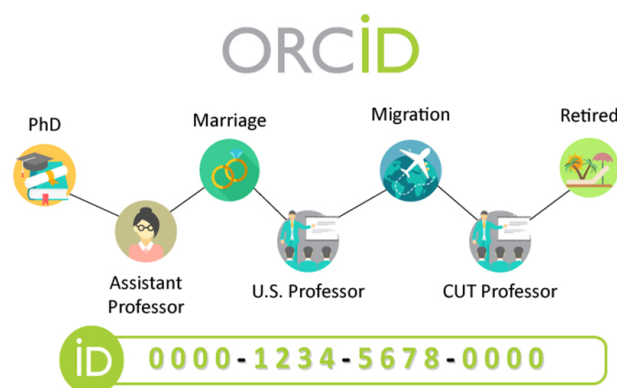 ORCiD
PhD
Marriage
Migration
Retired
Assistant
Professor
U.S. Professor
CUT Professor
iD 0000-1234-5678-0000